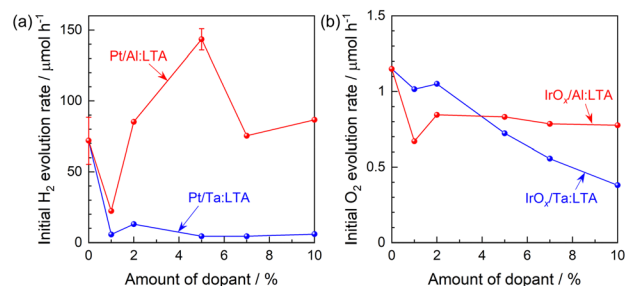 (a)
Initial H₂ evolution rate / μmol h⁻¹
150
100
50
0
Pt/Al:LTA
Pt/Ta:LTA
0 2 4 6 8 10
Amount of dopant / %
(b)
Initial O₂ evolution rate / μmol h⁻¹
1.5
1
0.5
0
IrOₓ/Al:LTA
IrOₓ/Ta:LTA
0 2 4 6 8 10
Amount of dopant / %